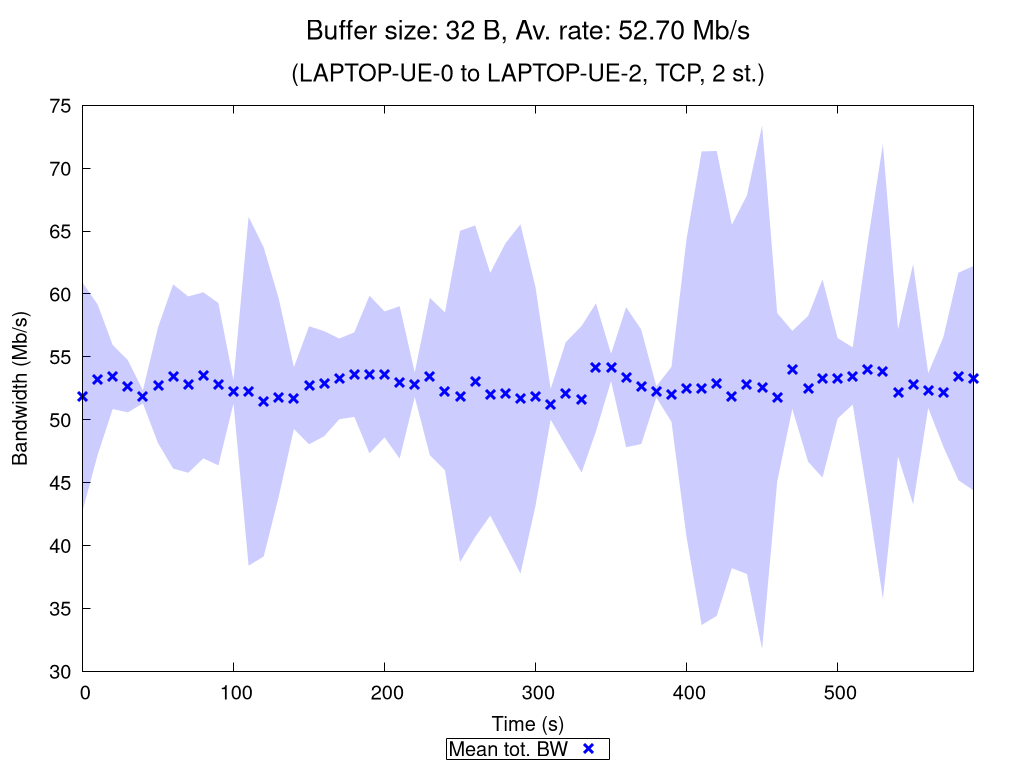 Buffer size: 32 B, Av. rate: 52.70 Mb/s
(LAPTOP-UE-0 to LAPTOP-UE-2, TCP, 2 st.)
75
70
65
60
55
50
45
40
35
30
Bandwidth (Mb/s)
0 100 200 300 400 500
Time (s)
Mean tot. BW